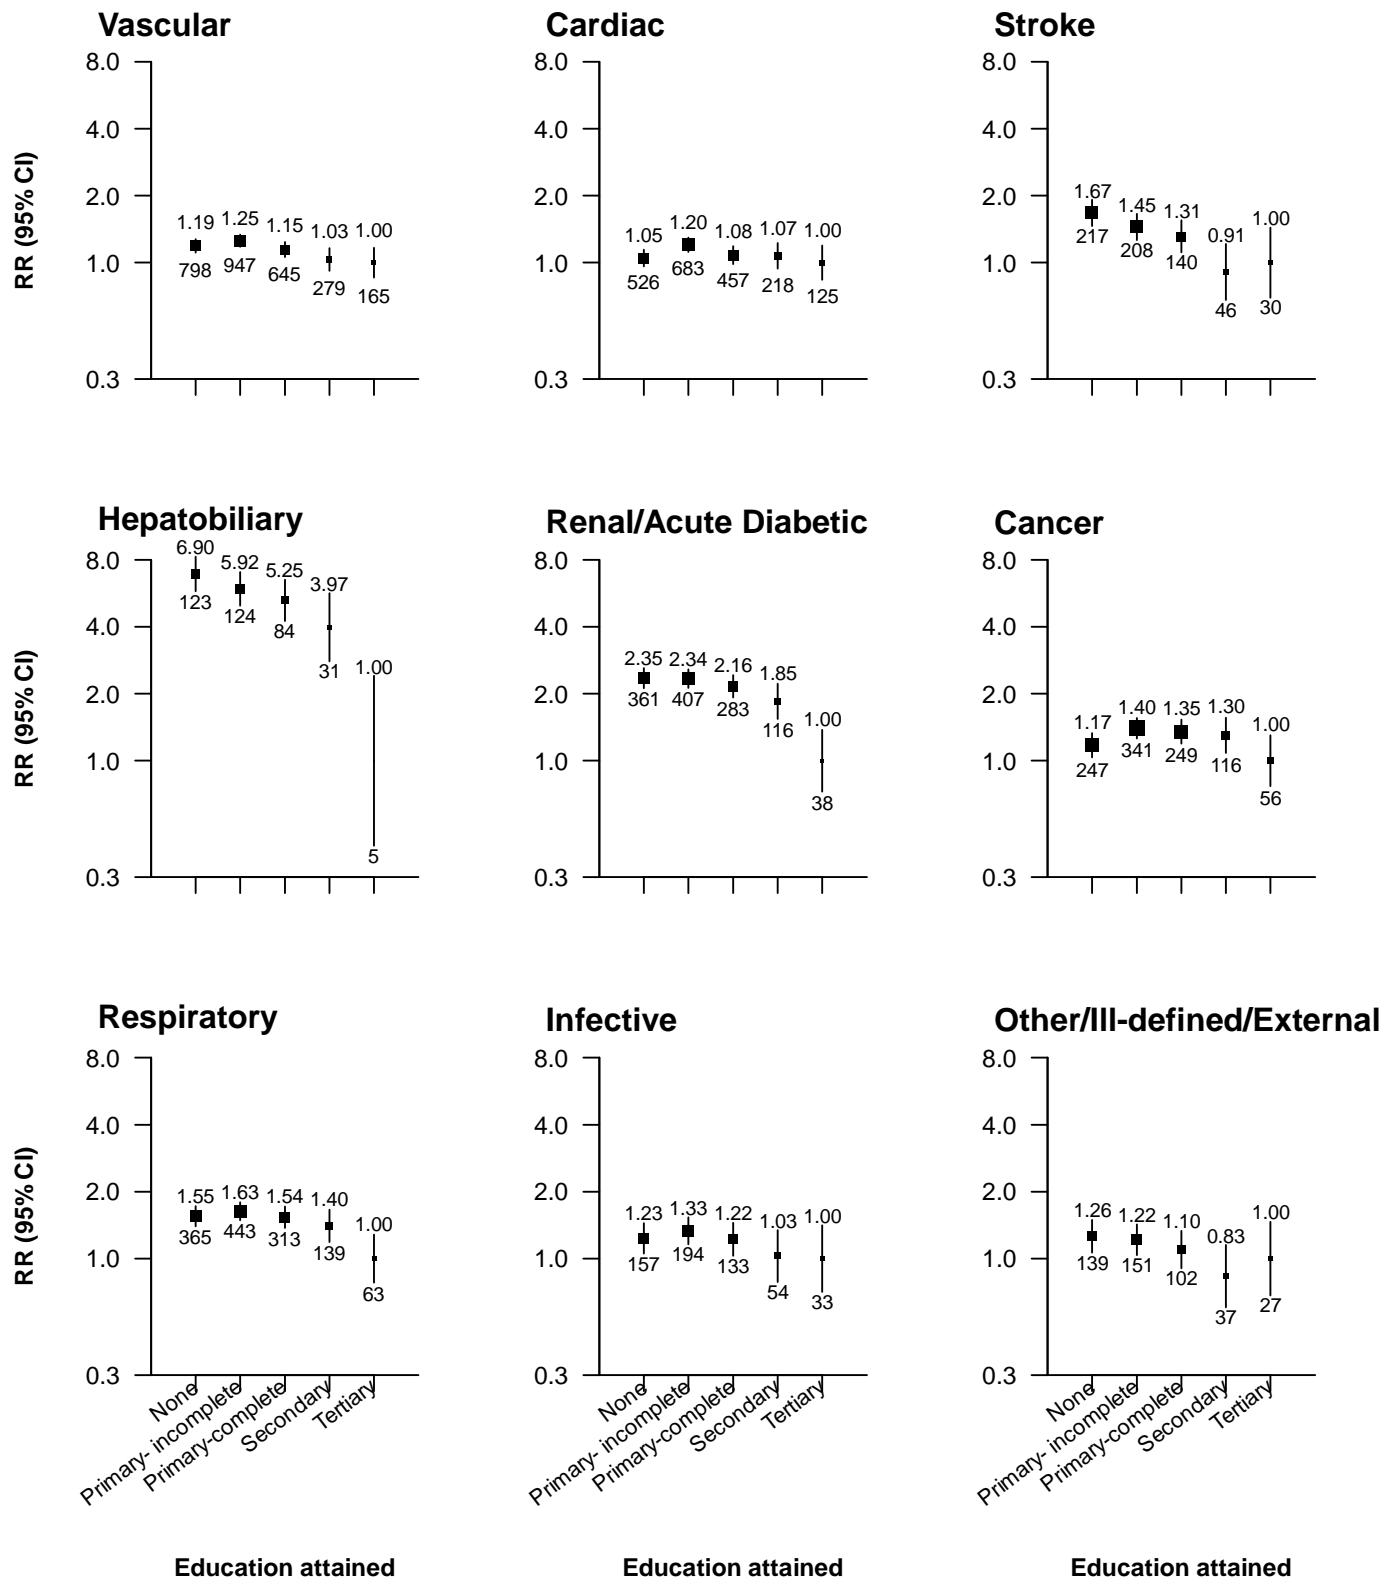 Vascular
8.0
4.0
2.0
1.0
0.3
RR (95% CI)
1.19 1.25 1.15 1.03 1.00
798 947 645 279 165
Cardiac
8.0
4.0
2.0
1.0
0.3
1.05 1.20 1.08 1.07 1.00
526 683 457 218 125
Stroke
8.0
4.0
2.0
1.0
0.3
1.67 1.45 1.31 0.91 1.00
217 208 140 46 30
Hepatobiliary
8.0
4.0
2.0
1.0
0.3
RR (95% CI)
6.90 5.92 5.25 3.97 1.00
123 124 84 31 5
Renal/Acute Diabetic
8.0
4.0
2.0
1.0
0.3
2.35 2.34 2.16 1.85 1.00
361 407 283 116 38
Cancer
8.0
4.0
2.0
1.0
0.3
1.17 1.40 1.35 1.30 1.00
247 341 249 116 56
Respiratory
8.0
4.0
2.0
1.0
0.3
RR (95% CI)
1.55 1.63 1.54 1.40 1.00
365 443 313 139 63
None
Primary- incomplete
Primary-complete
Secondary
Tertiary
Education attained
Infective
8.0
4.0
2.0
1.0
0.3
1.23 1.33 1.22 1.03 1.00
157 194 133 54 33
None
Primary- incomplete
Primary-complete
Secondary
Tertiary
Education attained
Other/Ill-defined/External
8.0
4.0
2.0
1.0
0.3
1.26 1.22 1.10 0.83 1.00
139 151 102 37 27
None
Primary- incomplete
Primary-complete
Secondary
Tertiary
Education attained